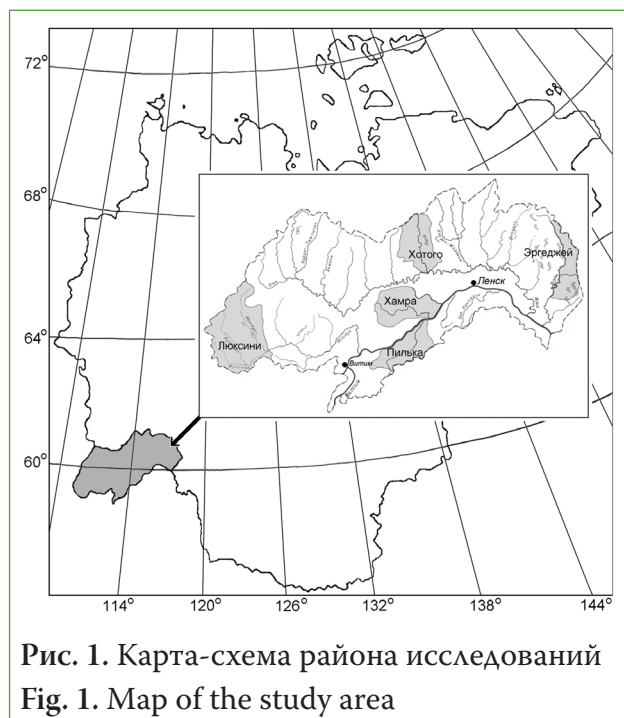 72°
68°
64°
60°
114°
120°
126°
132°
138°
144°
Хотого
Эргеджей
Ленск
Хамра
Люксини
Пилька
Витим
Рис. 1. Карта-схема района исследований
Fig. 1. Map of the study area